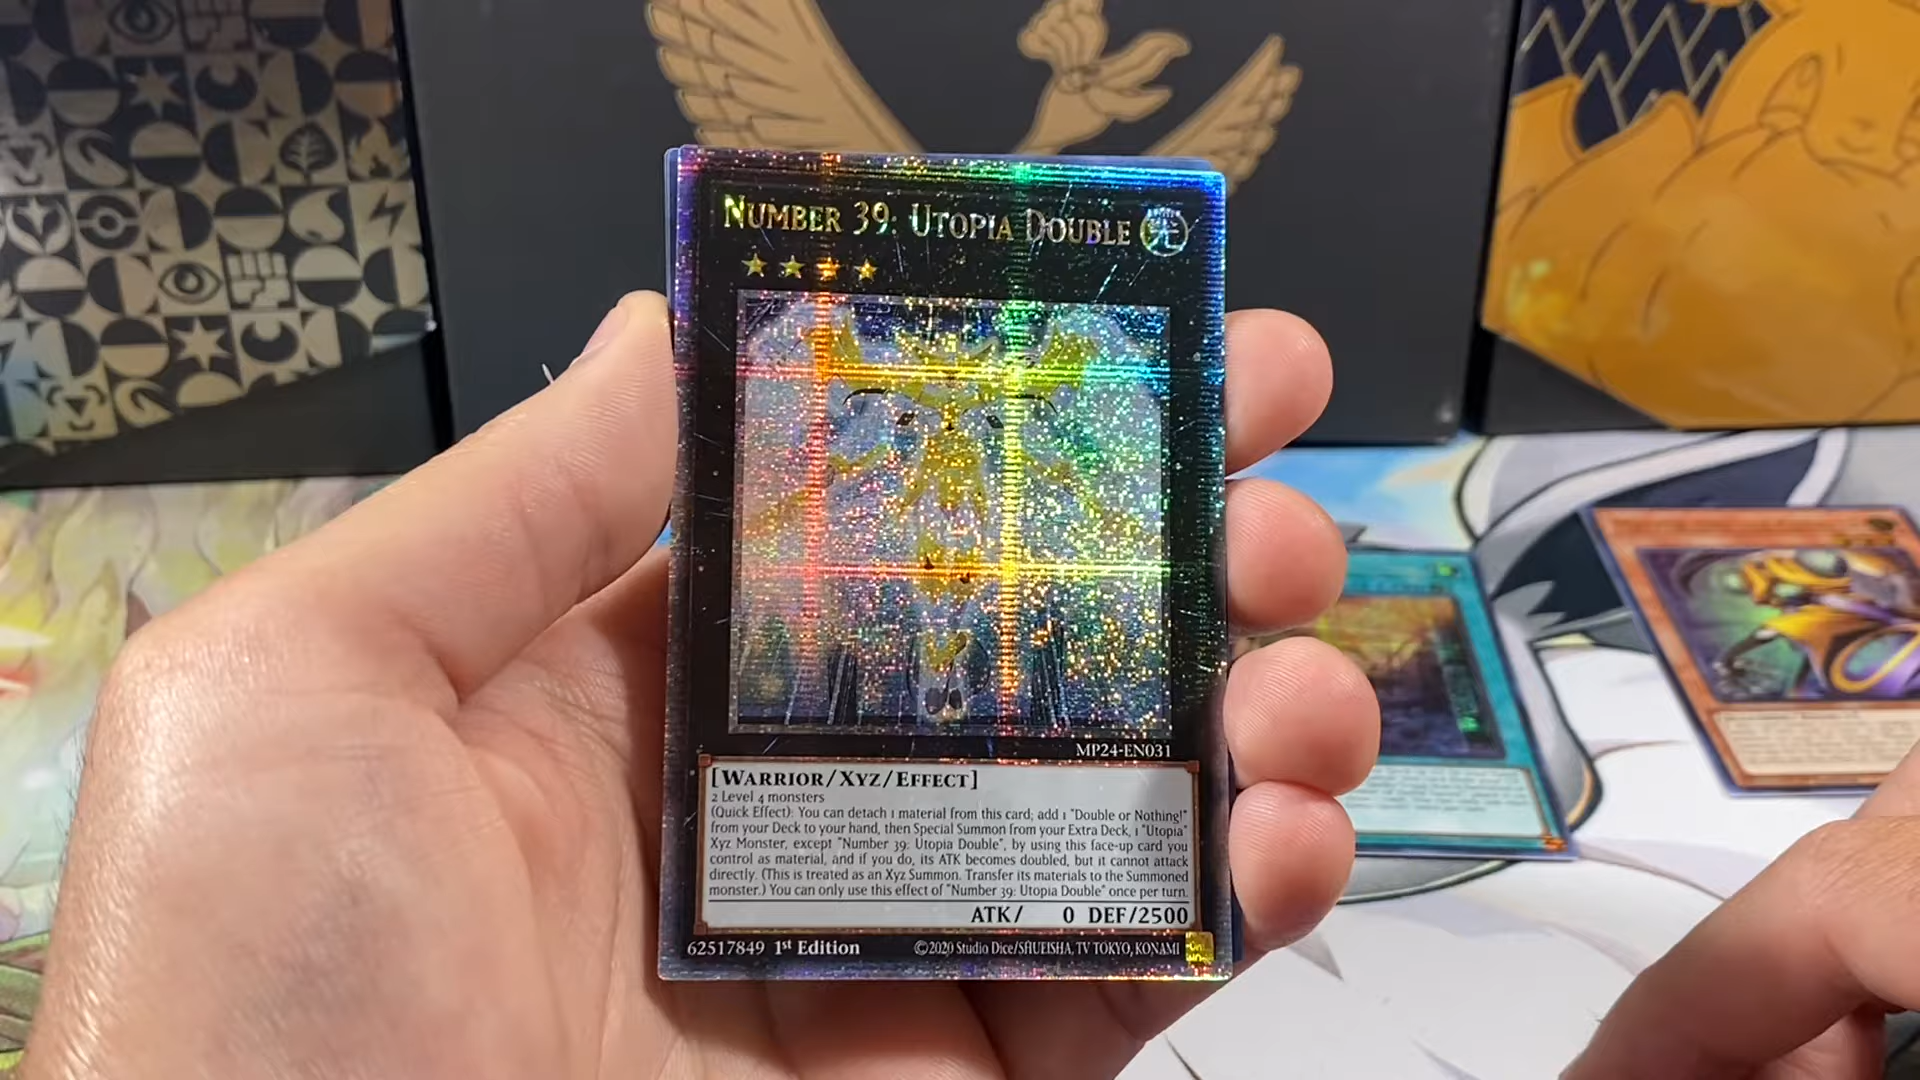 NUMBER 39: UTOPIA DOUBLE 光
MP24-EN031
[WARRIOR/XYZ/EFFECT]
2 Level 4 monsters
(Quick Effect): You can detach 1 material from this card; add 1 "Double or Nothing!"
from your Deck to your hand, then Special Summon from your Extra Deck, 1 "Utopia"
Xyz Monster, except "Number 39: Utopia Double", by using this face-up card you
control as material, and if you do, its ATK becomes doubled, but it cannot attack
directly. (This is treated as an Xyz Summon. Transfer its materials to the Summoned
monster.) You can only use this effect of "Number 39: Utopia Double" once per turn.
ATK/ 0 DEF/2500
62517849 1st Edition ©2020 Studio Dice/SHUEISHA, TV TOKYO, KONAMI